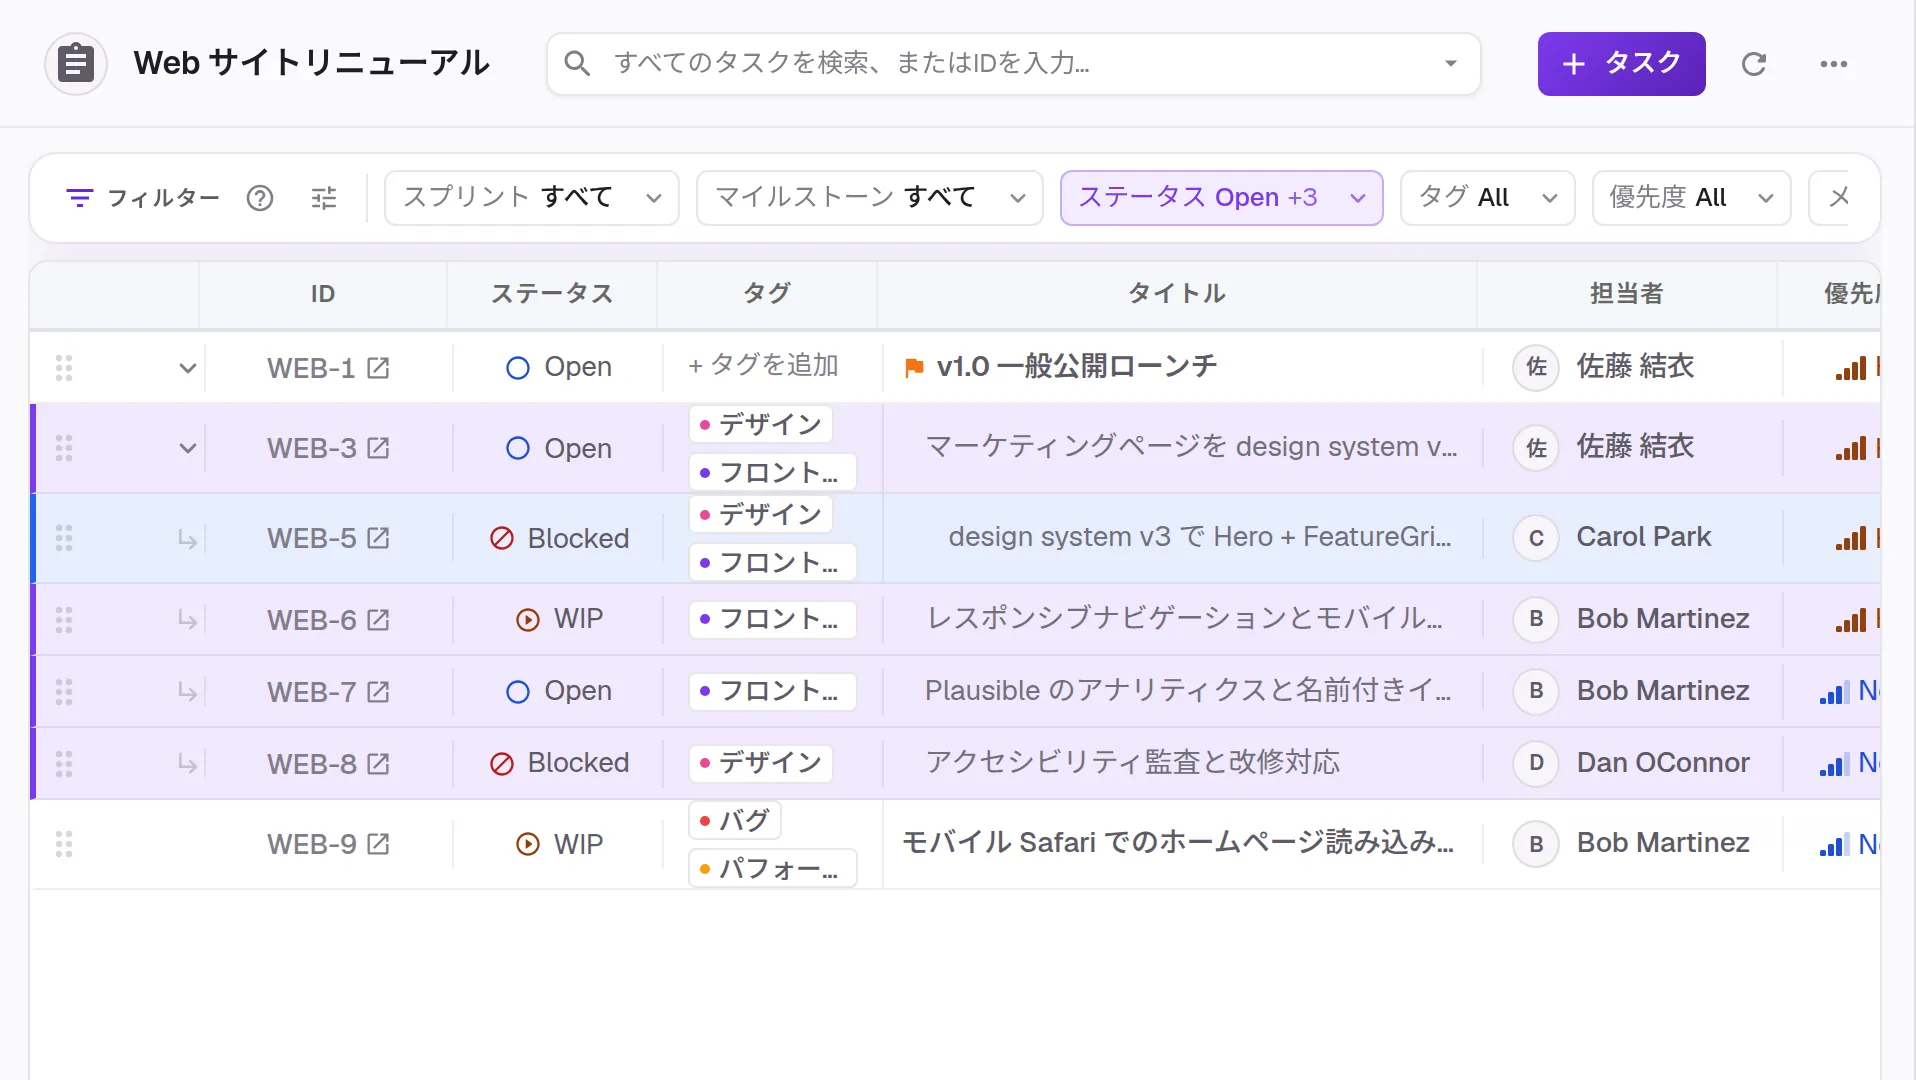 Web サイトリニューアル
すべてのタスクを検索、またはIDを入力...
+ タスク
フィルター
スプリント すべて
マイルストーン すべて
ステータス Open +3
タグ All
優先度 All
ID ステータス タグ タイトル 担当者
WEB-1 Open + タグを追加 v1.0 一般公開ローンチ 佐 佐藤 結衣
WEB-3 Open デザイン フロント... マーケティングページを design system v... 佐 佐藤 結衣
WEB-5 Blocked デザイン フロント... design system v3 で Hero + FeatureGri... C Carol Park
WEB-6 WIP フロント... レスポンシブナビゲーションとモバイル... B Bob Martinez
WEB-7 Open フロント... Plausible のアナリティクスと名前付きイ... B Bob Martinez
WEB-8 Blocked デザイン アクセシビリティ監査と改修対応 D Dan OConnor
WEB-9 WIP バグ パフォー... モバイル Safari でのホームページ読み込み... B Bob Martinez